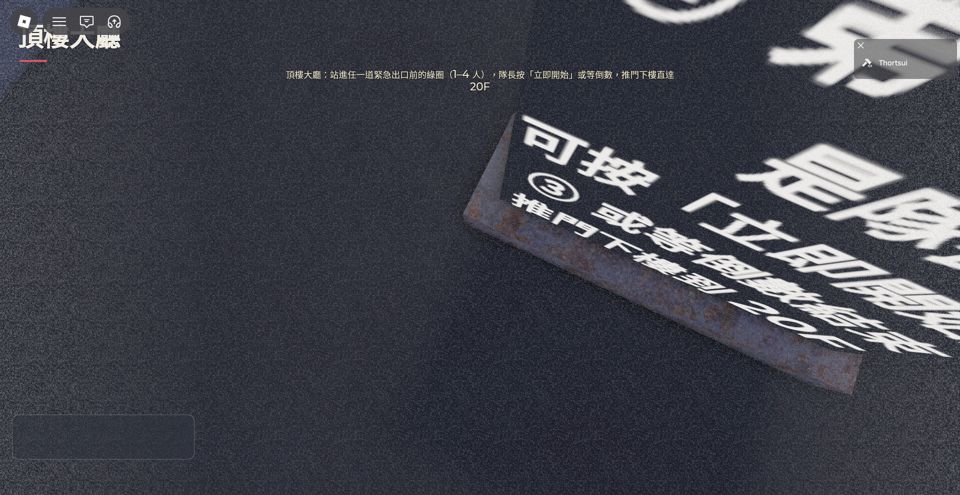 頂樓大廳
頂樓大廳：站進任一道緊急出口前的綠圈（1–4 人），隊長按「立即開始」或等倒數，推門下樓直達
20F
Thortsui
第
是隊
可按 「立即開始
③ 或等倒數結束
推門下樓到 20F